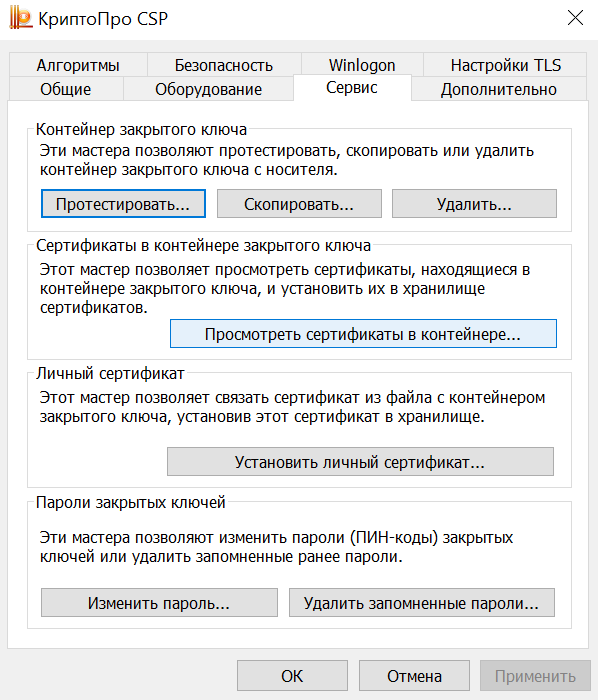 КриптоПро CSP
Алгоритмы Безопасность Winlogon Настройки TLS
Общие Оборудование Сервис Дополнительно
Контейнер закрытого ключа
Эти мастера позволяют протестировать, скопировать или удалить
контейнер закрытого ключа с носителя.
Протестировать... Скопировать... Удалить...
Сертификаты в контейнере закрытого ключа
Этот мастер позволяет просмотреть сертификаты, находящиеся в
контейнере закрытого ключа, и установить их в хранилище
сертификатов.
Просмотреть сертификаты в контейнере...
Личный сертификат
Этот мастер позволяет связать сертификат из файла с контейнером
закрытого ключа, установив этот сертификат в хранилище.
Установить личный сертификат...
Пароли закрытых ключей
Эти мастера позволяют изменить пароли (ПИН-коды) закрытых
ключей или удалить запомненные ранее пароли.
Изменить пароль... Удалить запомненные пароли...
ОК Отмена Применить